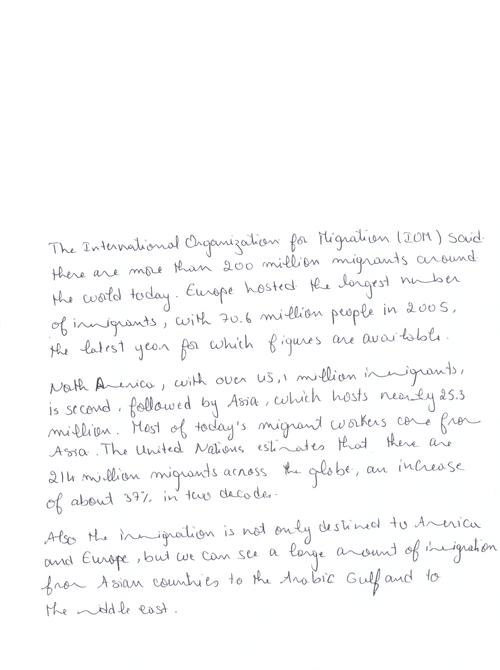 The International Organization for Migration (IOM) said
there are more than 200 million migrants around
the world today. Europe hosted the largest number
of immigrants, with 70.6 million people in 2005,
the latest year for which figures are available.
North America, with over 45,1 million immigrants,
is second, followed by Asia, which hosts nearly 25.3
million. Most of today's migrant workers come from
Asia. The United Nations estimates that there are
214 million migrants across the globe, an increase
of about 37% in two decades.
Also the immigration is not only destined to America
and Europe, but we can see a large amount of immigration
from Asian countries to the Arabic Gulf and to
the middle east.